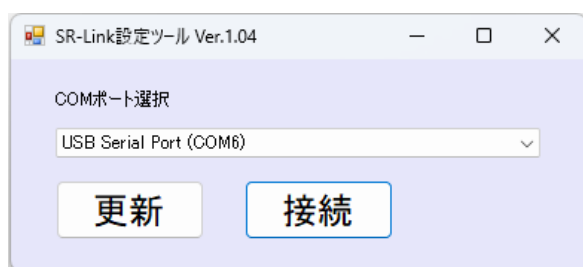 SR-Link設定ツール Ver.1.04
COMポート選択
USB Serial Port (COM6)
更新 接続